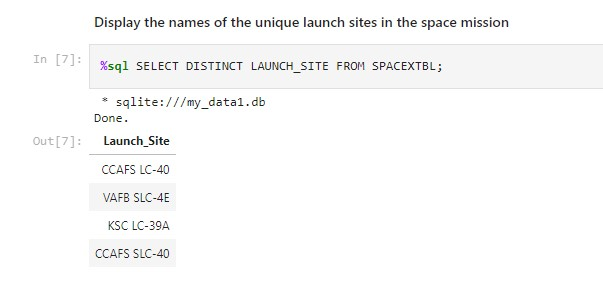 Display the names of the unique launch sites in the space mission
In [7]: %sql SELECT DISTINCT LAUNCH_SITE FROM SPACEXTBL;
* sqlite:///my_data1.db
Done.
Out[7]: Launch_Site
CCAFS LC-40
VAFB SLC-4E
KSC LC-39A
CCAFS SLC-40